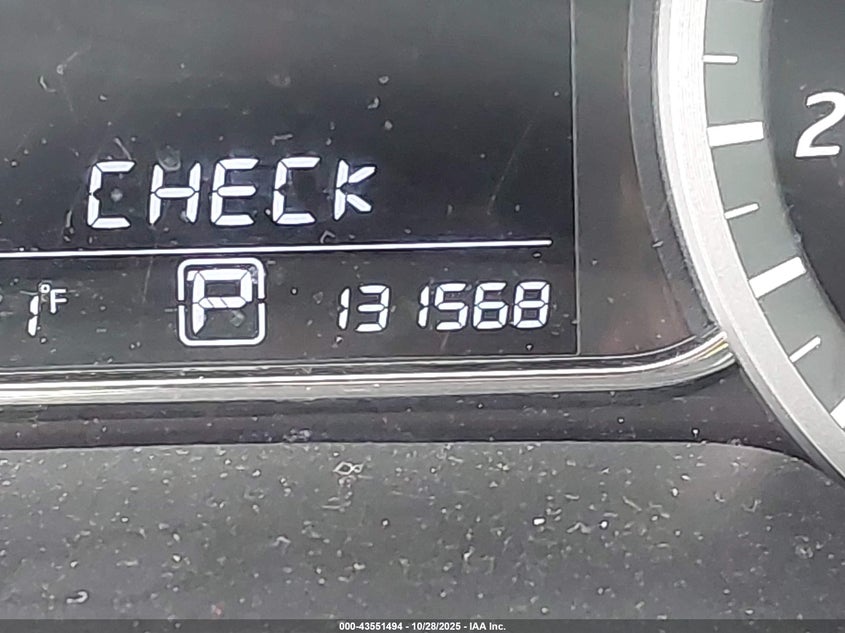 2
CHECK
1°F P 131568
000-43551494 - 10/28/2025 - IAA Inc.